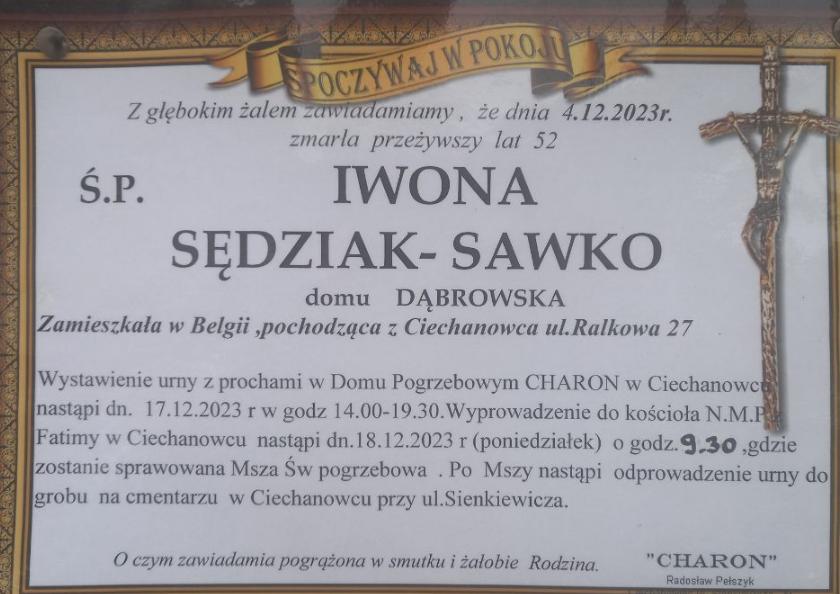 SPOCZYWAJ W POKOJU
Z głębokim żalem zawiadamiamy , że dnia 4.12.2023r.
zmarła przeżywszy lat 52
Ś.P. IWONA
SĘDZIAK- SAWKO
domu DĄBROWSKA
Zamieszkała w Belgii ,pochodząca z Ciechanowca ul.Ralkowa 27
Wystawienie urny z prochami w Domu Pogrzebowym CHARON w Ciechanowcu
nastąpi dn. 17.12.2023 r w godz 14.00-19.30.Wyprowadzenie do kościoła N.M.P.
Fatimy w Ciechanowcu nastąpi dn.18.12.2023 r (poniedziałek) o godz.9.30 ,gdzie
zostanie sprawowana Msza Św pogrzebowa . Po Mszy nastąpi odprowadzenie urny do
grobu na cmentarzu w Ciechanowcu przy ul.Sienkiewicza.
O czym zawiadamia pogrążona w smutku i żałobie Rodzina.
"CHARON"
Radosław Pełszyk